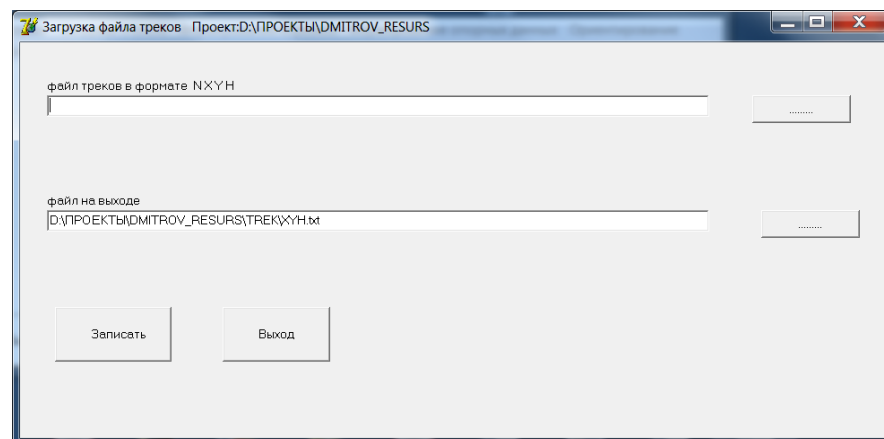 Загрузка файла треков Проект:D:\ПРОЕКТЫ\DMITROV_RESURS
файл треков в формате NXYH
.........
файл на выходе
D:\ПРОЕКТЫ\DMITROV_RESURS\TREK\XYH.txt
.........
Записать
Выход